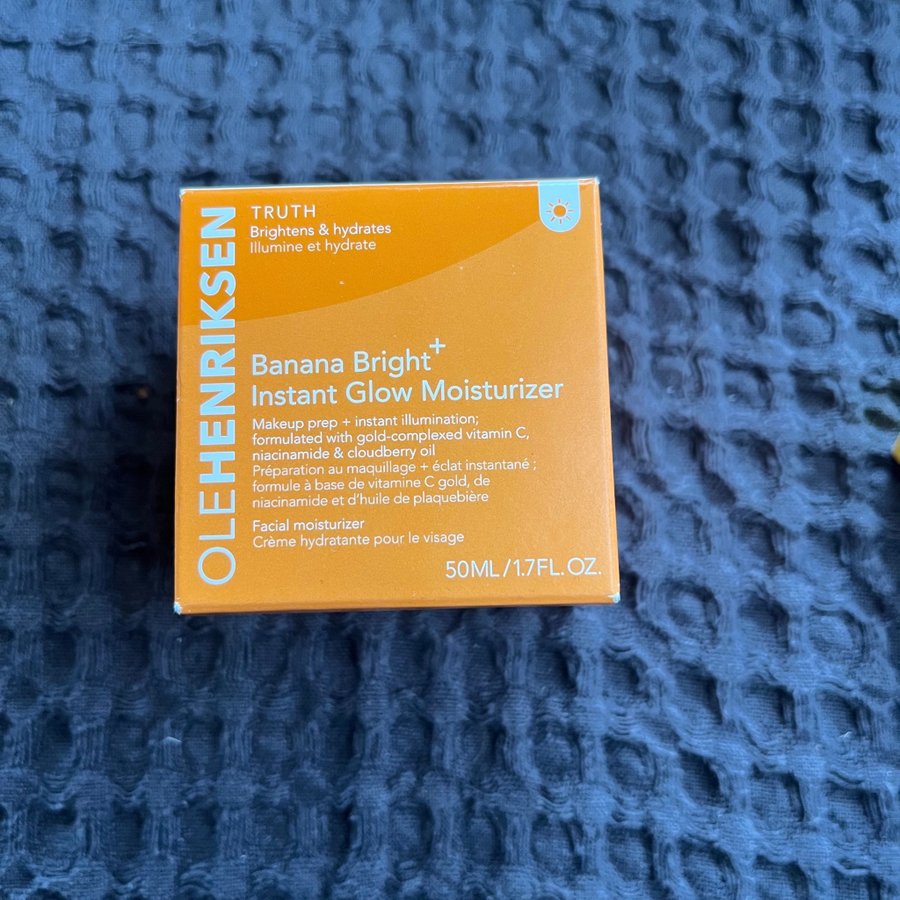 OLEHENRIKSEN
TRUTH
Brightens & hydrates
Illumine et hydrate
Banana Bright+
Instant Glow Moisturizer
Makeup prep + instant illumination;
formulated with gold-complexed vitamin C,
niacinamide & cloudberry oil
Préparation au maquillage + éclat instantané ;
formule à base de vitamine C gold, de
niacinamide et d'huile de plaquebière
Facial moisturizer
Crème hydratante pour le visage
50ML/1.7FL. OZ.